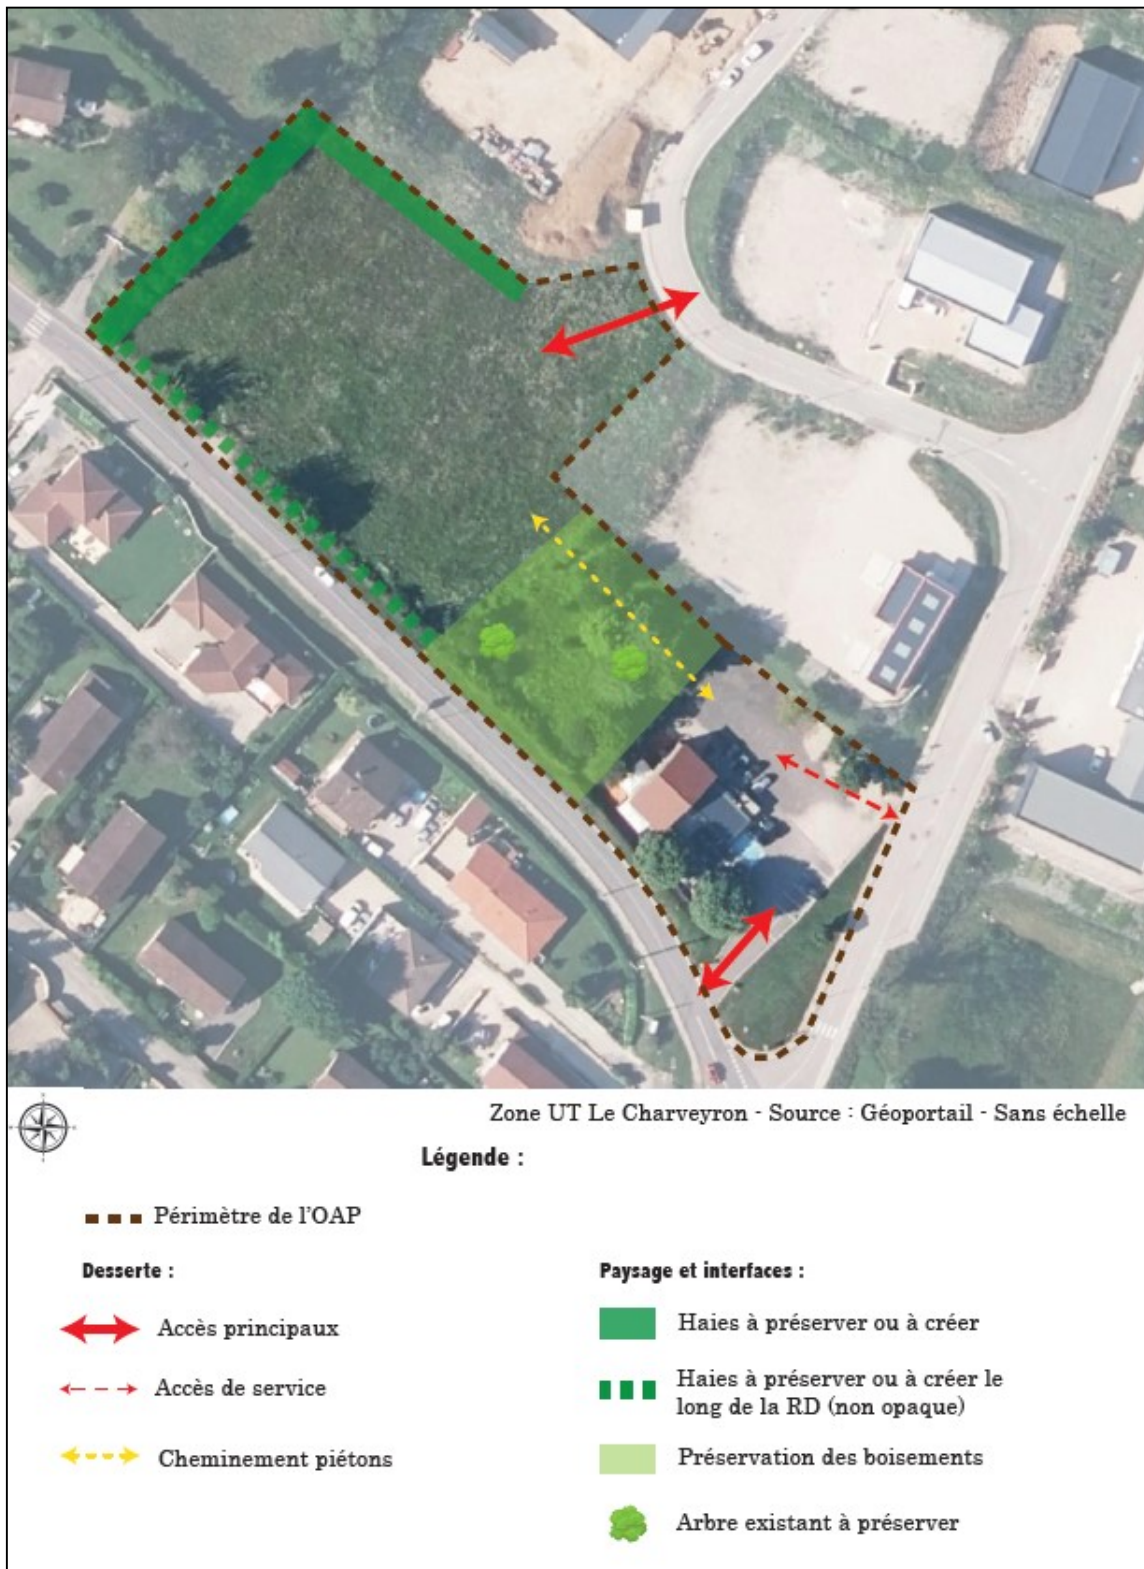 Zone UT Le Charveyron - Source : Géoportail - Sans échelle
Légende :
Périmètre de l'OAP
Desserte :
Accès principaux
Accès de service
Cheminement piétons
Paysage et interfaces :
Haies à préserver ou à créer
Haies à préserver ou à créer le
long de la RD (non opaque)
Préservation des boisements
Arbre existant à préserver